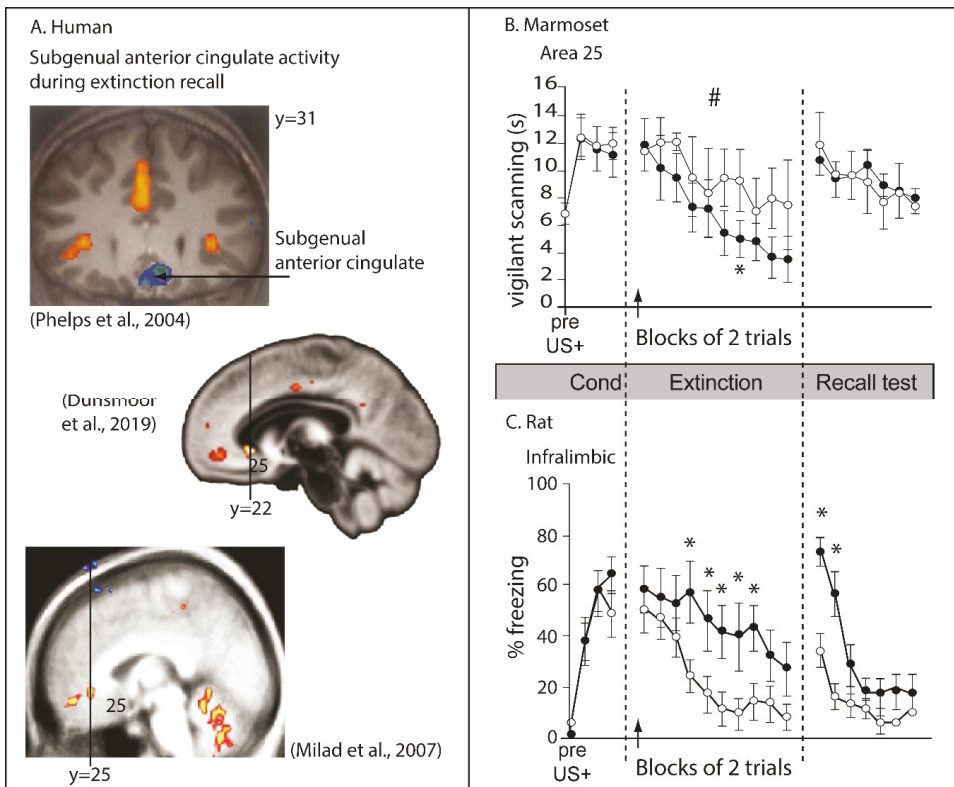 A. Human
Subgenual anterior cingulate activity
during extinction recall
y=31
Subgenual
anterior cingulate
(Phelps et al., 2004)
(Dunsmoor
et al., 2019)
25
y=22
25
(Milad et al., 2007)
y=25
B. Marmoset
Area 25
16
14
12
10
8
6
4
2
0
vigilant scanning (s)
#
*
pre
US+
Blocks of 2 trials
Cond
Extinction
Recall test
C. Rat
Infralimbic
100
80
60
40
20
0
% freezing
* * * * *
* *
pre
US+
Blocks of 2 trials